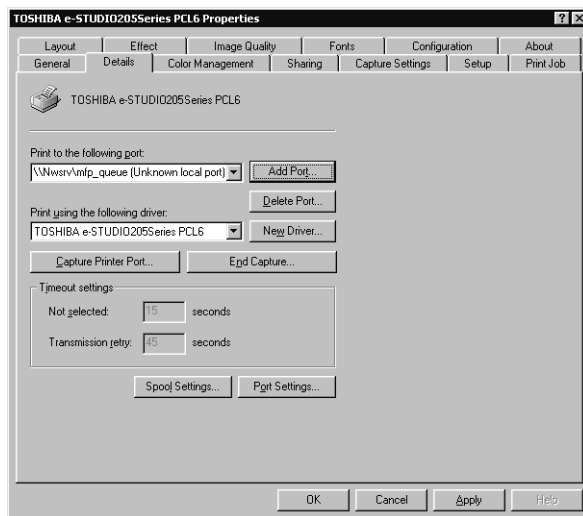 TOSHIBA e-STUDIO205Series PCL6 Properties
Layout Effect Image Quality Fonts Configuration About
General Details Color Management Sharing Capture Settings Setup Print Job
TOSHIBA e-STUDIO205Series PCL6
Print to the following port:
\\Nwsrv\mfp_queue (Unknown local port) Add Port...
Delete Port...
Print using the following driver:
TOSHIBA e-STUDIO205Series PCL6 New Driver...
Capture Printer Port... End Capture...
Timeout settings
Not selected: 15 seconds
Transmission retry: 45 seconds
Spool Settings... Port Settings...
OK Cancel Apply Help